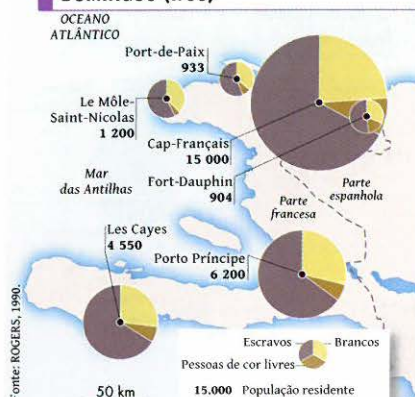 OCEANO
ATLÂNTICO
Port-de-Paix
933
Le Môle-
Saint-Nicolas
1 200
Cap-Français
15 000
Fort-Dauphin
904
Mar
das Antilhas
Parte
francesa
Parte
espanhola
Les Cayes
4 550
Porto Príncipe
6 200
Escravos
Brancos
Pessoas de cor livres
15.000 População residente
50 km
Fonte: ROGERS, 1990.